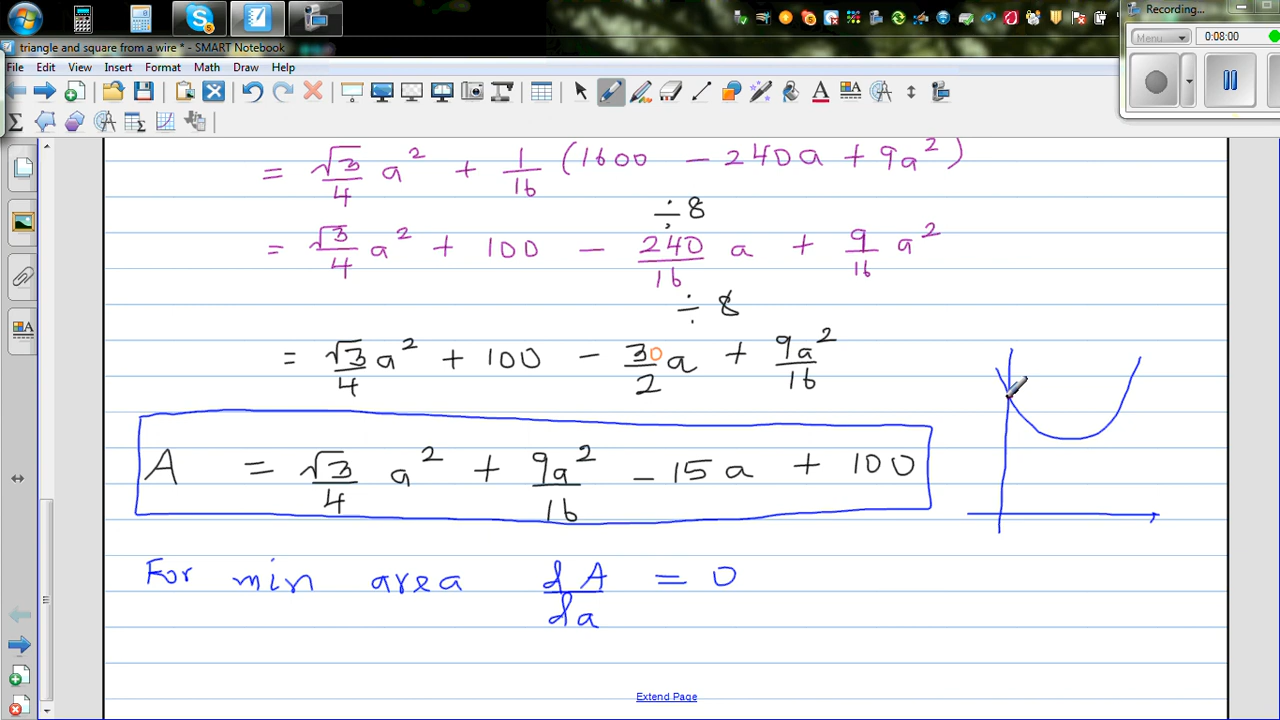 Recording...
triangle and square from a wire * - SMART Notebook
Menu 0:08:00
File Edit View Insert Format Math Draw Help
= √3/4 a² + 1/16 (1600 - 240a + 9a²)
÷8
= √3/4 a² + 100 - 240/16 a + 9/16 a²
÷ 8
= √3/4 a² + 100 - 30/2 a + 9a²/16
A = √3/4 a² + 9a²/16 - 15a + 100
For min area dA/da = 0
Extend Page